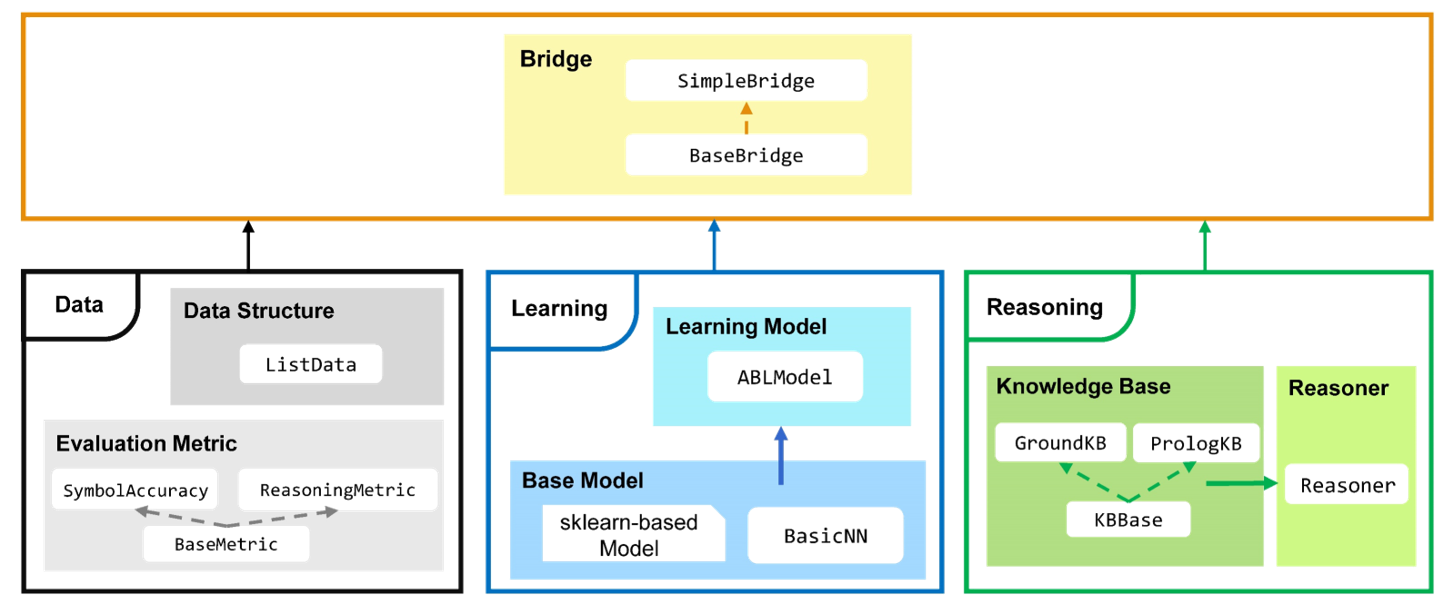 Bridge
SimpleBridge
BaseBridge
Data
Data Structure
ListData
Evaluation Metric
SymbolAccuracy
ReasoningMetric
BaseMetric
Learning
Learning Model
ABLModel
Base Model
sklearn-based
Model
BasicNN
Reasoning
Knowledge Base
GroundKB
PrologKB
KBBase
Reasoner
Reasoner